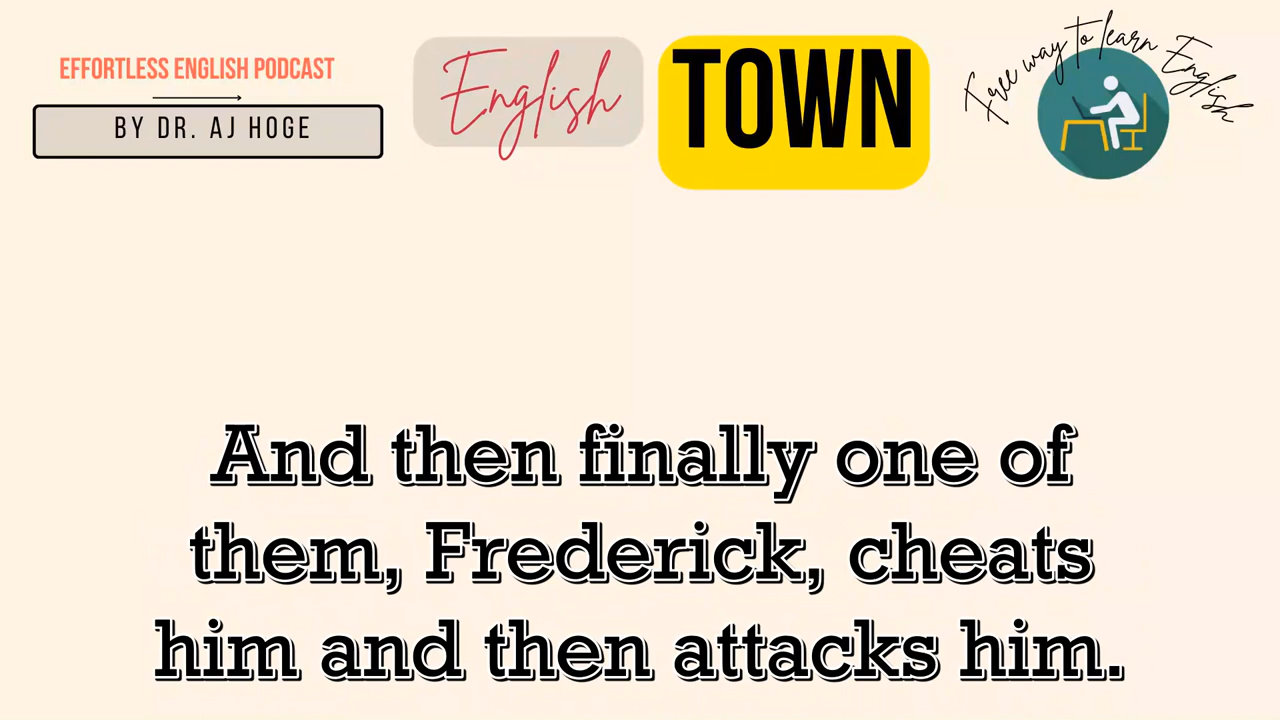 EFFORTLESS ENGLISH PODCAST
BY DR. AJ HOGE
English
TOWN
Free way to learn English
And then finally one of
them, Frederick, cheats
him and then attacks him.